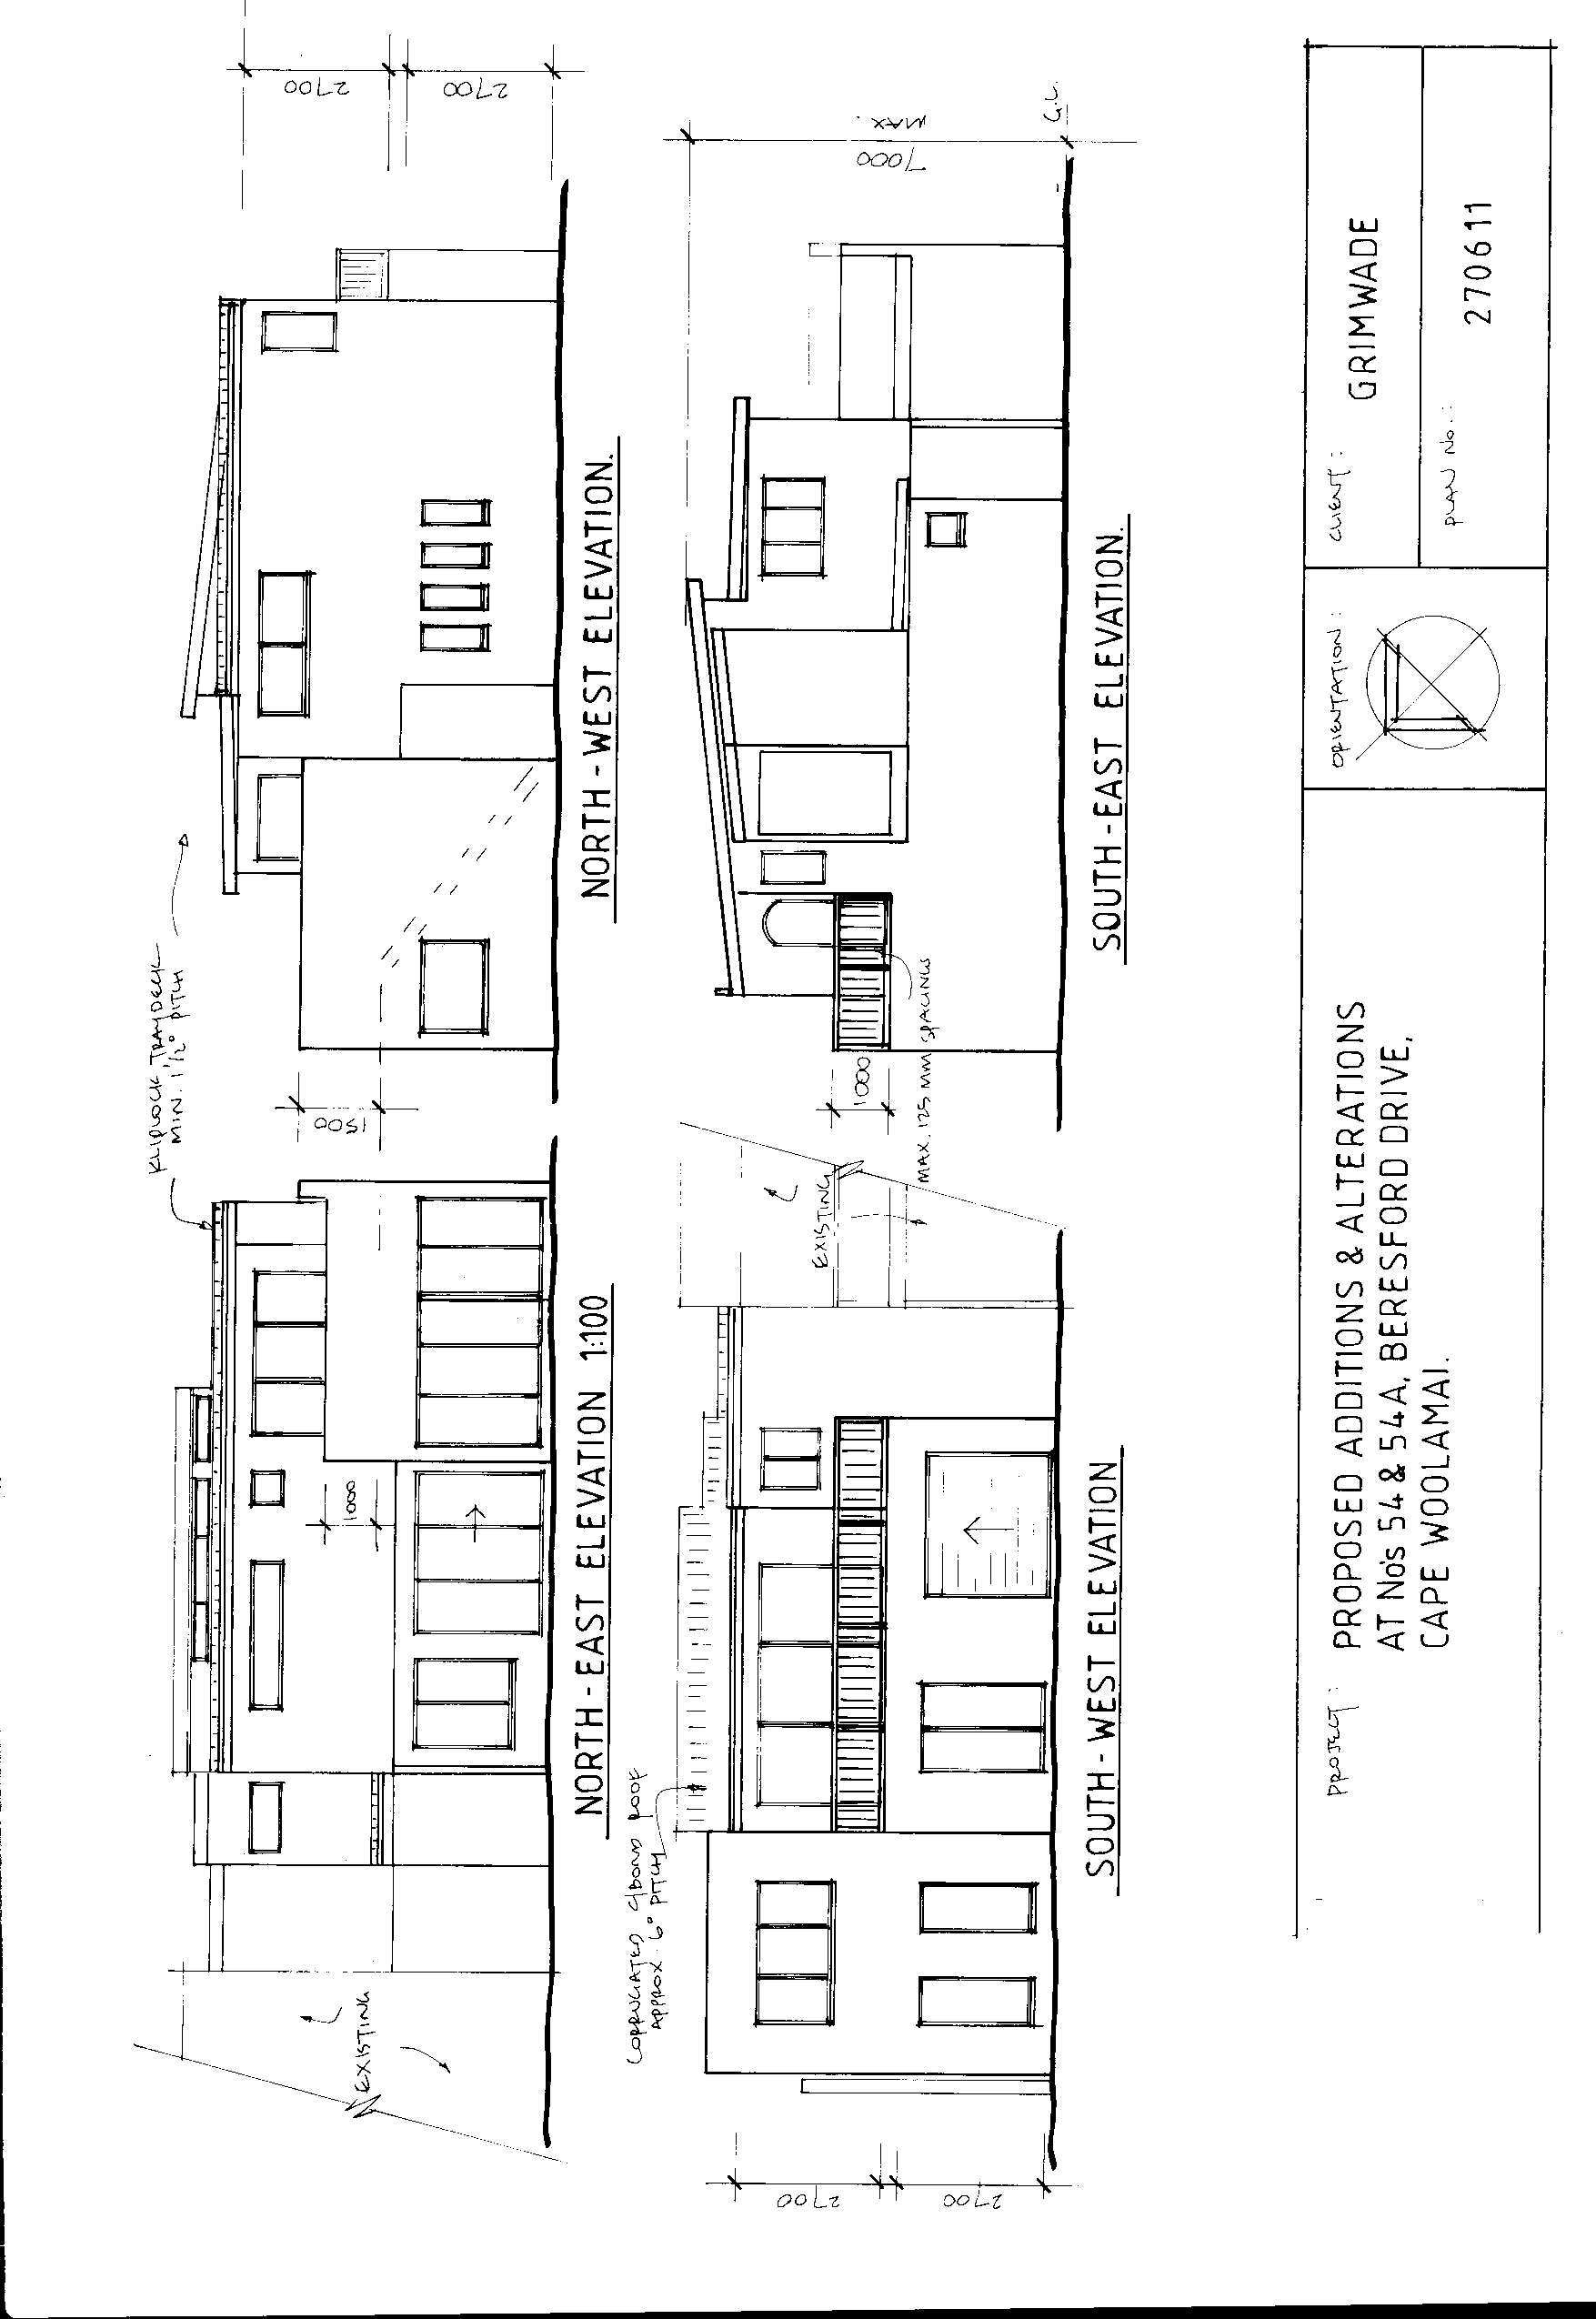 KLIPLOCK, TRAYDECK
MIN. 1 1/2° PITCH
1000
1500
2700
2700
EXISTING
NORTH-EAST ELEVATION 1:100
NORTH-WEST ELEVATION.
CORRUGATED C/BOND ROOF
APPROX. 6° PITCH
2700
2700
EXISTING
1000
MAX. 125 MM SPACINGS
7000
MAX.
G.L.
SOUTH-WEST ELEVATION
SOUTH-EAST ELEVATION.
PROJECT:
PROPOSED ADDITIONS & ALTERATIONS
AT No's 54 & 54A, BERESFORD DRIVE,
CAPE WOOLAMAI.
ORIENTATION:
CLIENT:
GRIMWADE
PLAN No.:
270611